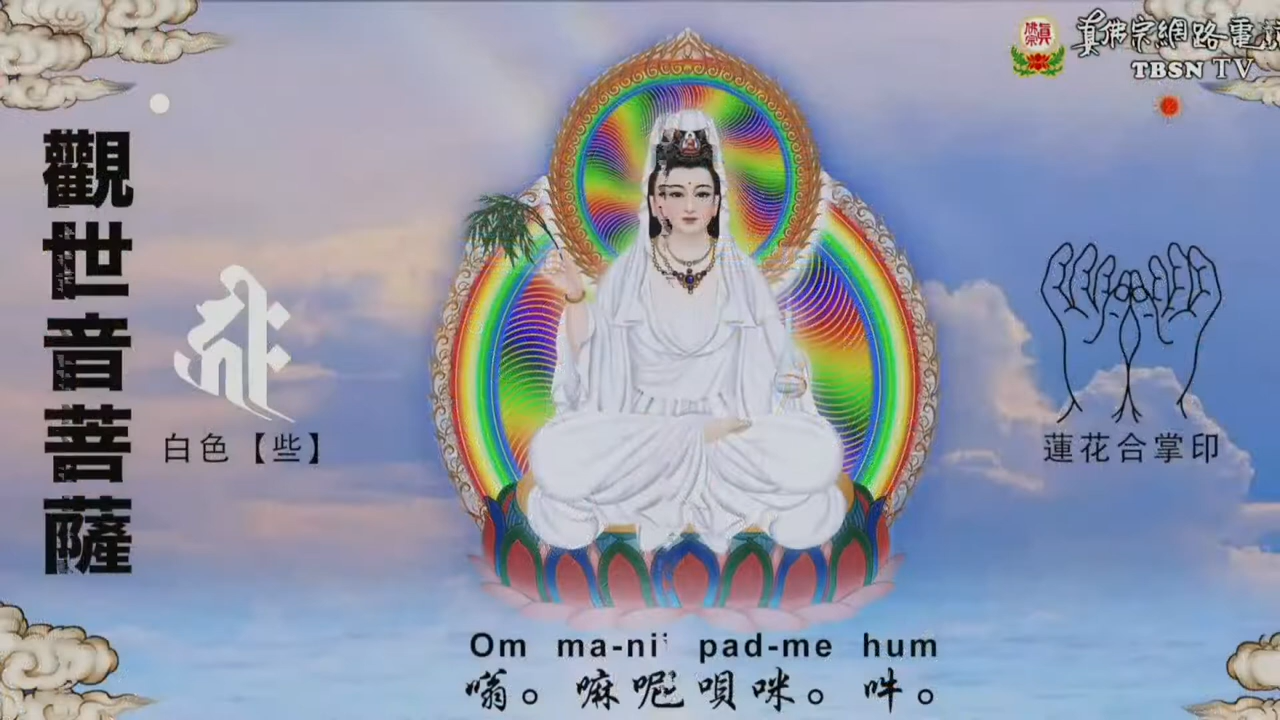 真佛宗網路電視
TBSN TV
觀世音菩薩
白色【些】
蓮花合掌印
Om ma-nii pad-me hum
嗡。嘛呢唄咪。吽。